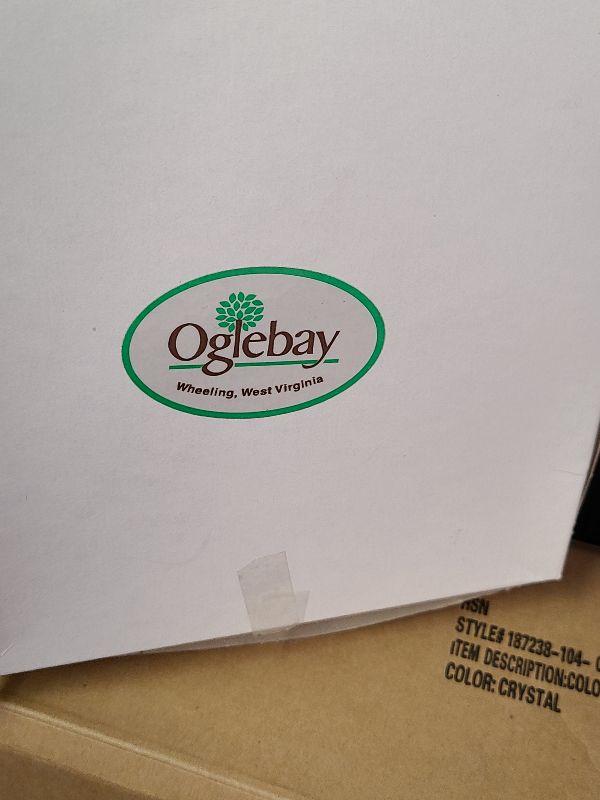 Oglebay
Wheeling, West Virginia
HSN
STYLE# 187238-104-
ITEM DESCRIPTION:COLO
COLOR: CRYSTAL